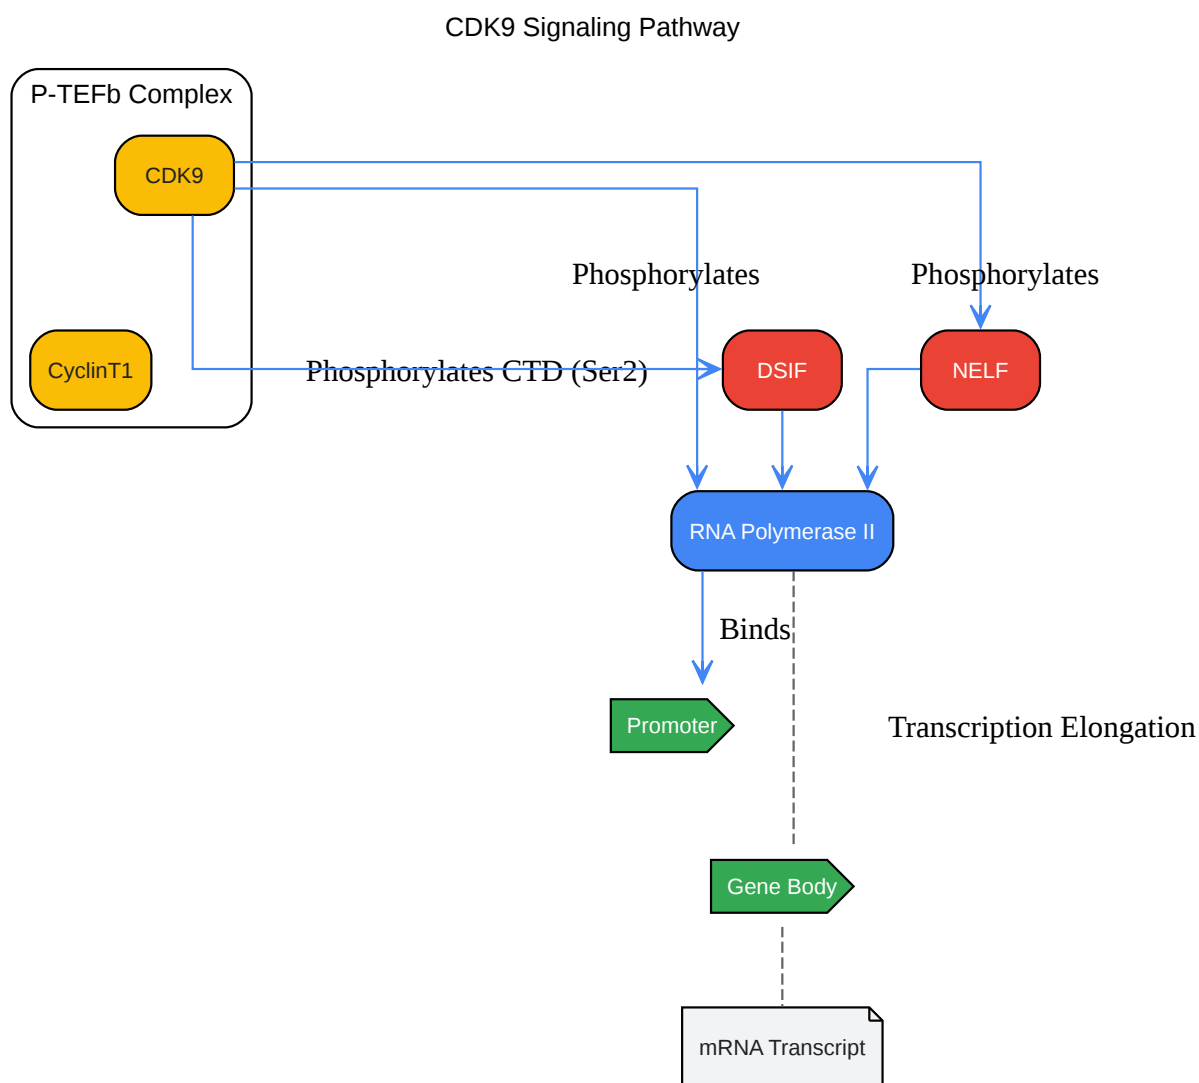 CDK9 Signaling Pathway
P-TEFb Complex
CDK9
Phosphorylates
Phosphorylates
CyclinT1
Phosphorylates CTD (Ser2)
DSIF
NELF
RNA Polymerase II
Binds
Promoter
Transcription Elongation
Gene Body
mRNA Transcript